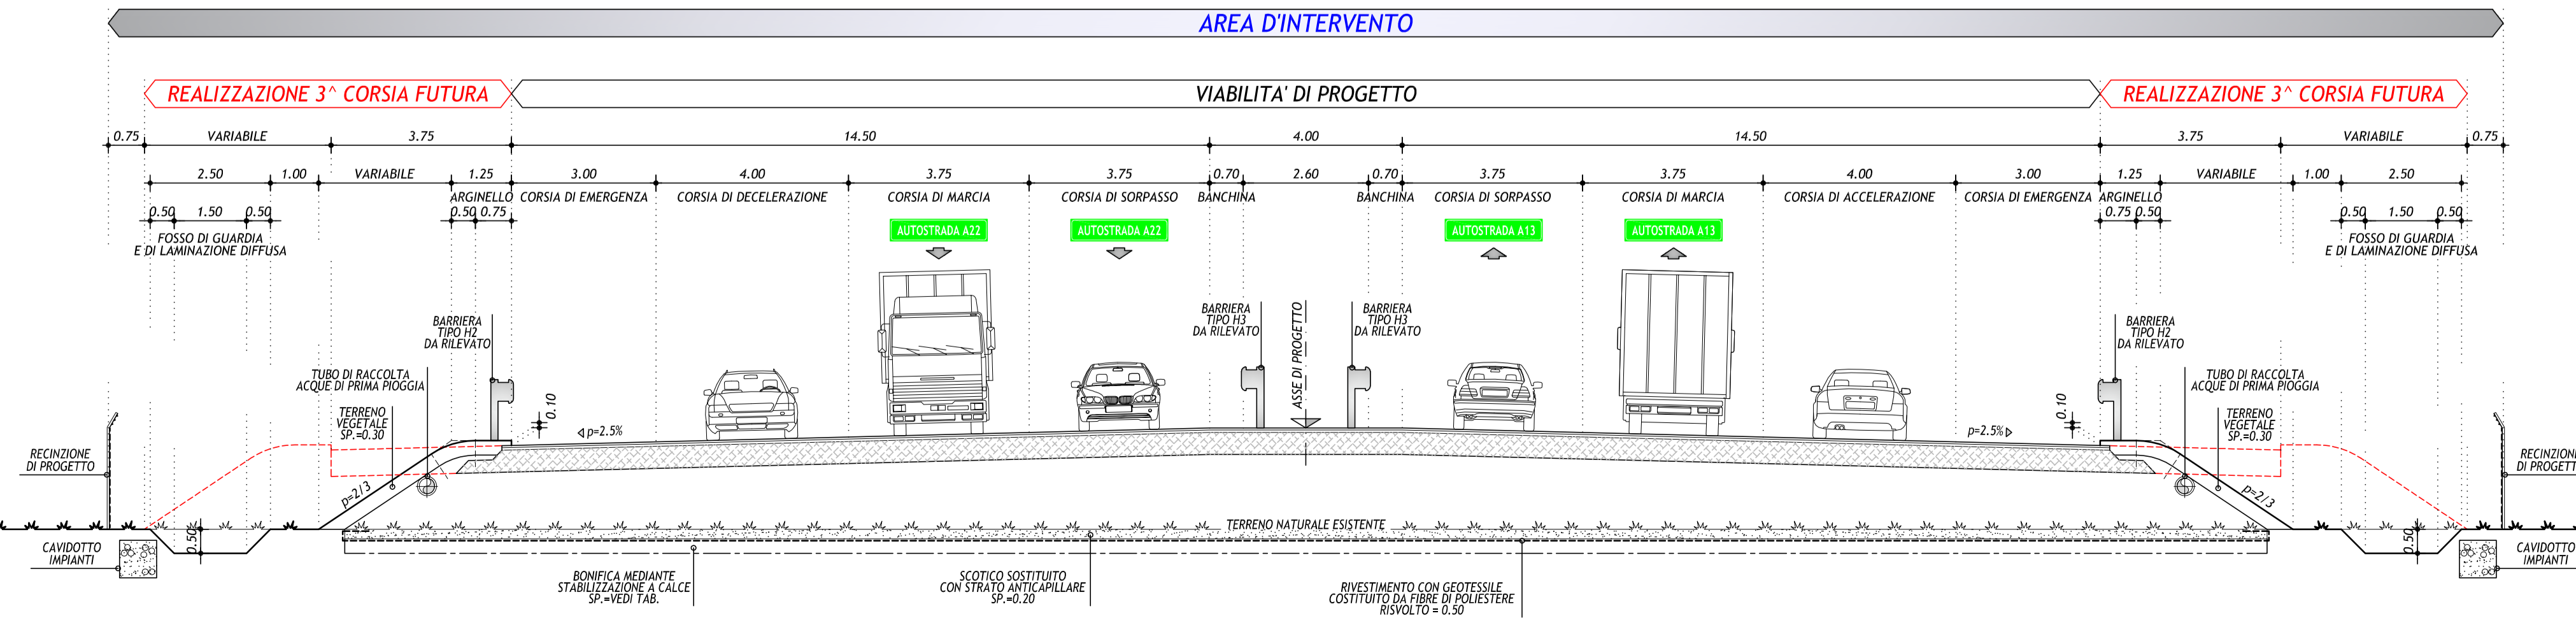 AREA D'INTERVENTO
REALIZZAZIONE 3^ CORSIA FUTURA
VIABILITA' DI PROGETTO
REALIZZAZIONE 3^ CORSIA FUTURA
0.75 VARIABILE 3.75 14.50 4.00 14.50 3.75 VARIABILE 0.75
2.50 1.00 VARIABILE 1.25 3.00 4.00 3.75 3.75 0.70 2.60 0.70 3.75 3.75 4.00 3.00 1.25 VARIABILE 1.00 2.50
ARGINELLO CORSIA DI EMERGENZA CORSIA DI DECELERAZIONE CORSIA DI MARCIA CORSIA DI SORPASSO BANCHINA BANCHINA CORSIA DI SORPASSO CORSIA DI MARCIA CORSIA DI ACCELERAZIONE CORSIA DI EMERGENZA ARGINELLO
0.50 1.50 0.50 0.50 0.75 0.75 0.50 0.50 1.50 0.50
FOSSO DI GUARDIA
E DI LAMINAZIONE DIFFUSA
AUTOSTRADA A22
AUTOSTRADA A22
AUTOSTRADA A13
AUTOSTRADA A13
FOSSO DI GUARDIA
E DI LAMINAZIONE DIFFUSA
BARRIERA
TIPO H2
DA RILEVATO
BARRIERA
TIPO H3
DA RILEVATO
ASSE DI PROGETTO
BARRIERA
TIPO H3
DA RILEVATO
BARRIERA
TIPO H2
DA RILEVATO
TUBO DI RACCOLTA
ACQUE DI PRIMA PIOGGIA
TERRENO
VEGETALE
SP.=0.30
0.10
p=2.5%
p=2.5%
0.10
TUBO DI RACCOLTA
ACQUE DI PRIMA PIOGGIA
TERRENO
VEGETALE
SP.=0.30
RECINZIONE
DI PROGETTO
p=2/3
p=2/3
RECINZIONE
DI PROGETT
0.50
TERRENO NATURALE ESISTENTE
0.50
CAVIDOTTO
IMPIANTI
BONIFICA MEDIANTE
STABILIZZAZIONE A CALCE
SP.=VEDI TAB.
SCOTICO SOSTITUITO
CON STRATO ANTICAPILLARE
SP.=0.20
RIVESTIMENTO CON GEOTESSILE
COSTITUITO DA FIBRE DI POLIESTERE
RISVOLTO = 0.50
CAVIDOTTO
IMPIANTI